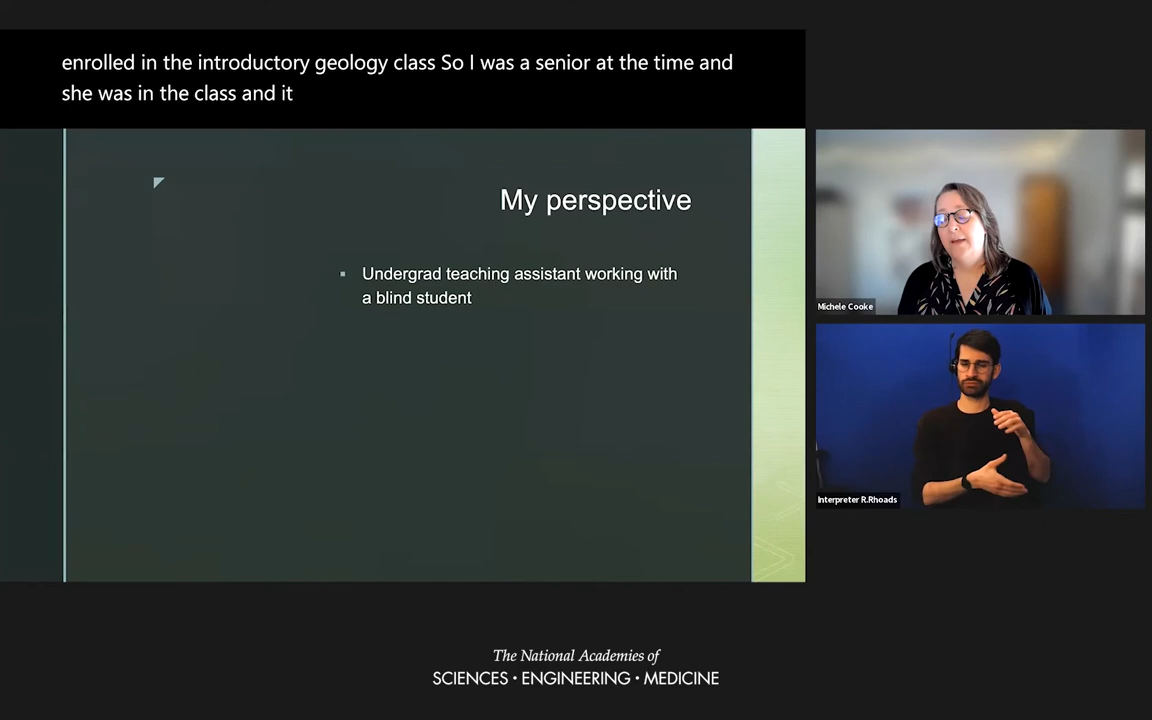 enrolled in the introductory geology class So I was a senior at the time and
she was in the class and it
My perspective
Undergrad teaching assistant working with
a blind student
Michele Cooke
Interpreter R.Rhoads
The National Academies of
SCIENCES • ENGINEERING • MEDICINE